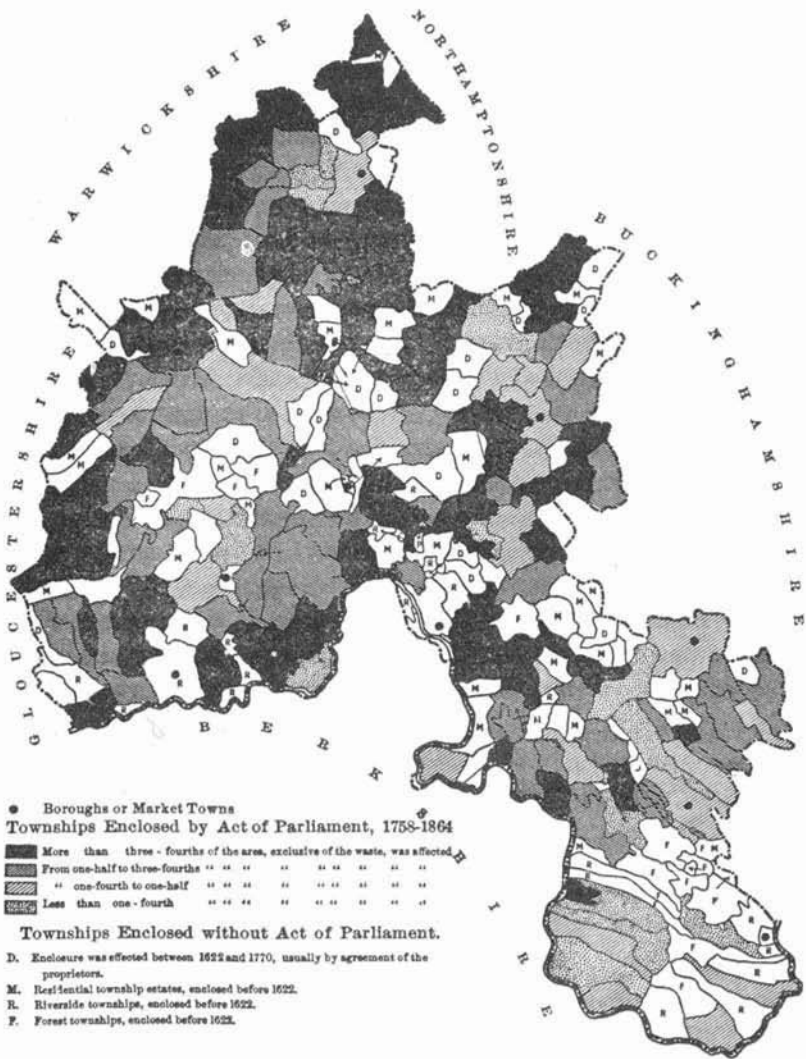 WARWICKSHIRE
NORTHAMPTONSHIRE
BUCKINGHAMSHIRE
GLOUCESTERSHIRE
BERKSHIRE
● Boroughs or Market Towns
Townships Enclosed by Act of Parliament, 1758-1864
More than three - fourths of the area, exclusive of the waste, was affected
From one-half to three-fourths " " " " " " " " "
" one-fourth to one-half " " " " " " " " "
Less than one - fourth " " " " " " " " "
Townships Enclosed without Act of Parliament.
D. Enclosure was effected between 1622 and 1770, usually by agreement of the
proprietors.
M. Residential township estates, enclosed before 1622.
R. Riverside townships, enclosed before 1622.
F. Forest townships, enclosed before 1622.